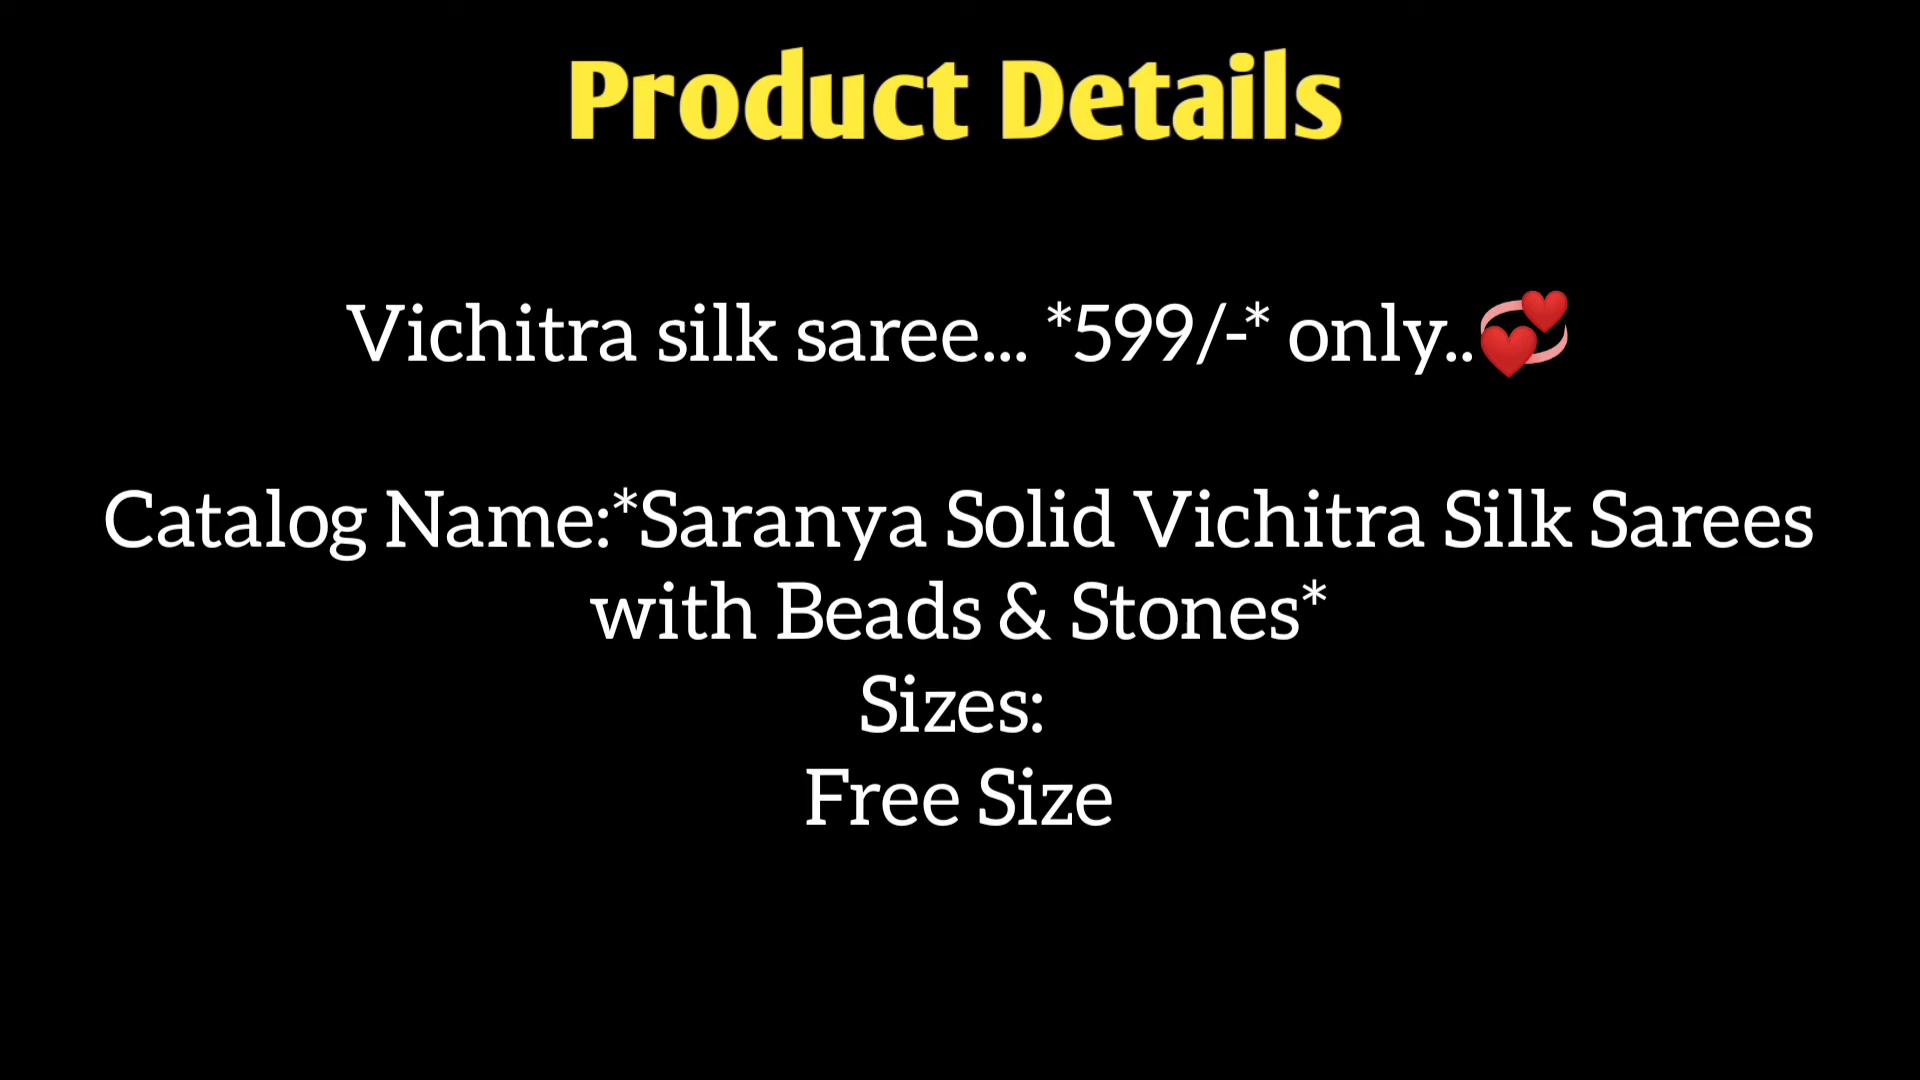 Product Details
Vichitra silk saree... *599/-* only..💞
Catalog Name:*Saranya Solid Vichitra Silk Sarees
with Beads & Stones*
Sizes:
Free Size